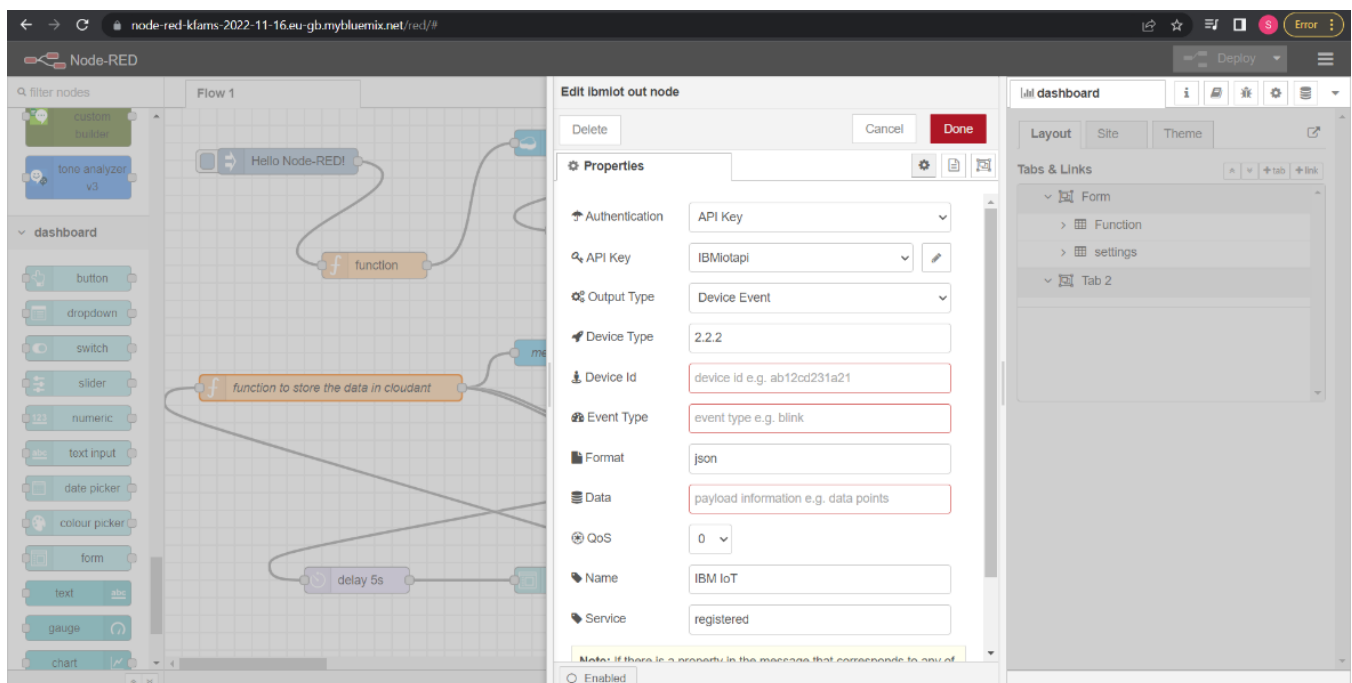 node-red-kfams-2022-11-16.eu-gb.mybluemix.net/red/#
S
Error
Node-RED
Deploy
filter nodes
custom
builder
tone analyzer
v3
dashboard
button
dropdown
switch
slider
123
numeric
abc
text input
date picker
colour picker
form
text
abc
gauge
chart
Flow 1
Hello Node-RED!
function
function to store the data in cloudant
me
delay 5s
Edit ibmiot out node
Delete
Cancel
Done
Properties
Authentication
API Key
API Key
IBMiotapi
Output Type
Device Event
Device Type
2.2.2
Device Id
device id e.g. ab12cd231a21
Event Type
event type e.g. blink
Format
json
Data
payload information e.g. data points
QoS
0
Name
IBM IoT
Service
registered
Note: If there is a property in the message that corresponds to any of
Enabled
dashboard
i
Layout
Site
Theme
Tabs & Links
+tab
+link
Form
Function
settings
Tab 2